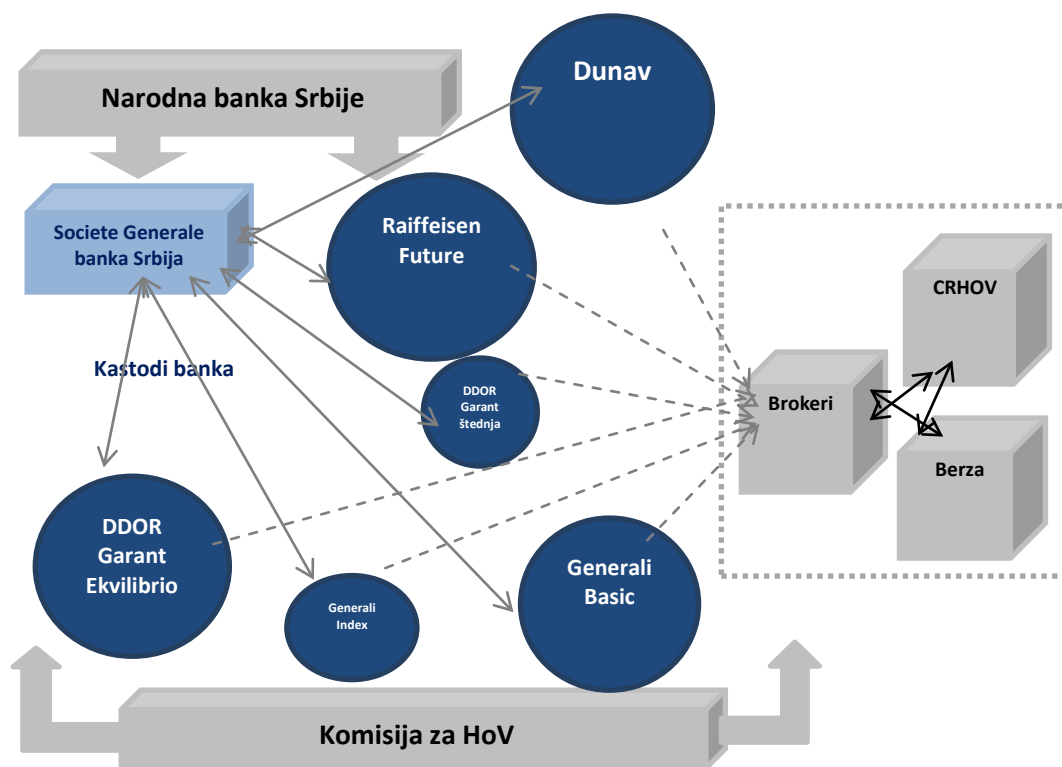 Narodna banka Srbije
Dunav
Societe Generale
banka Srbija
Raiffeisen
Future
CRHOV
Kastodi banka
DDOR
Garant
štednja
Brokeri
Berza
DDOR
Garant
Ekvilibrio
Generali
Index
Generali
Basic
Komisija za HoV